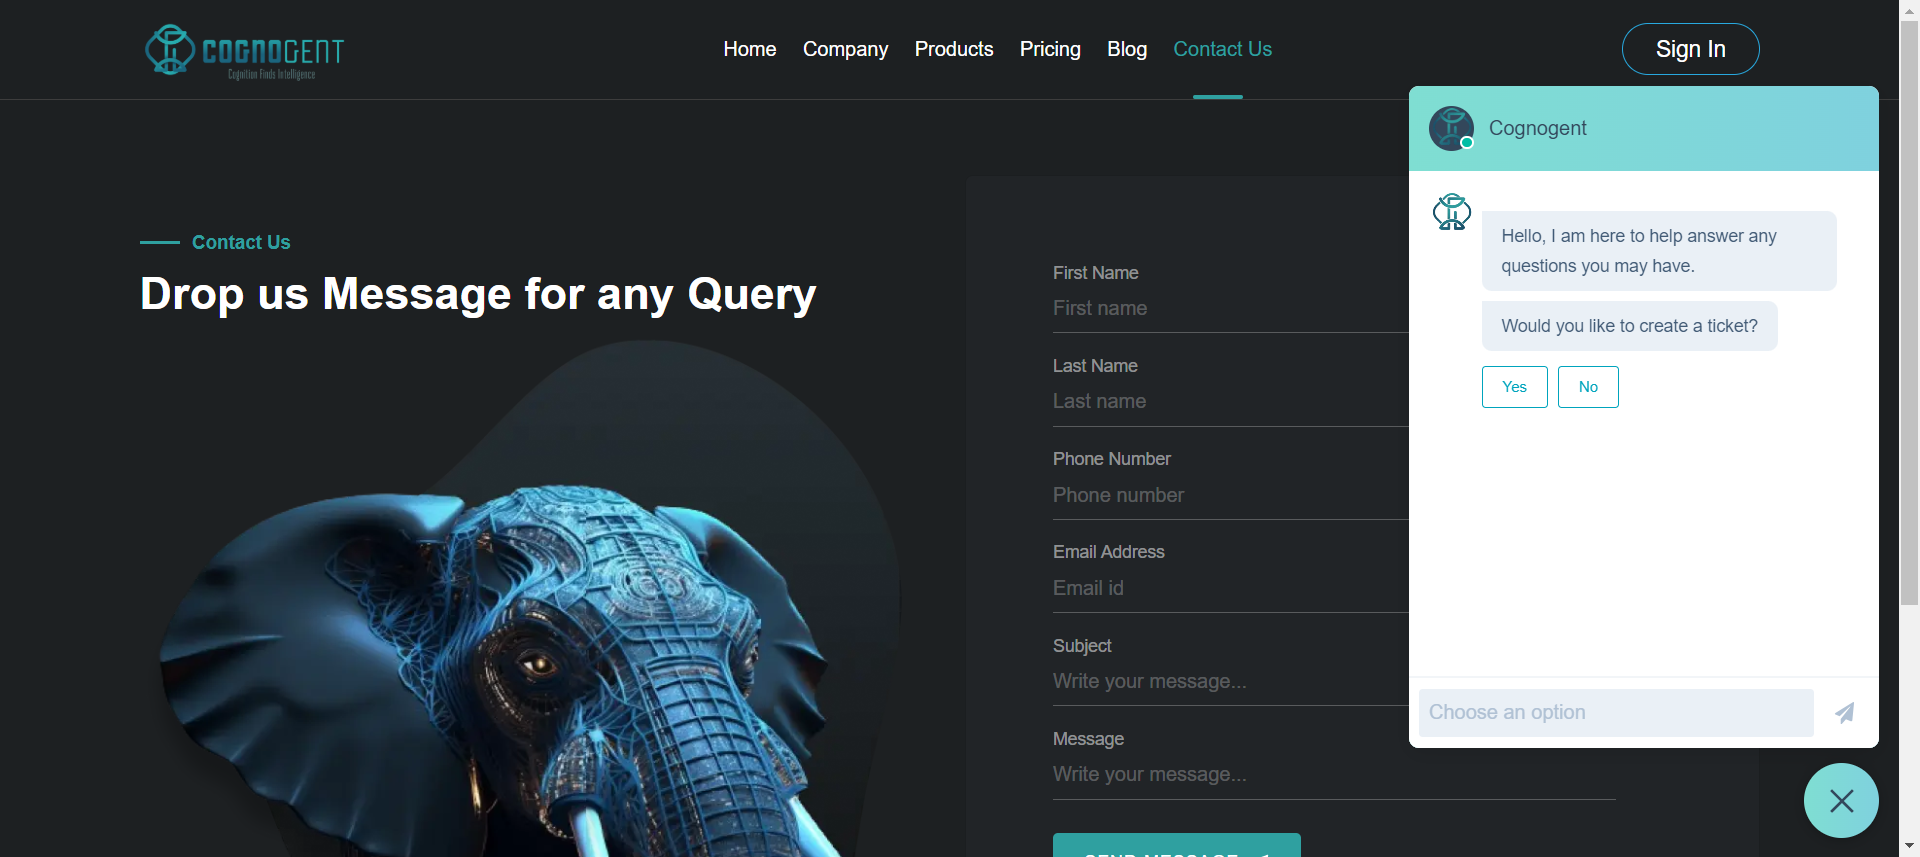 COGNOGENT
Cognition Finds Intelligence
Home
Company
Products
Pricing
Blog
Contact Us
Sign In
Contact Us
Drop us Message for any Query
First Name
First name
Last Name
Last name
Phone Number
Phone number
Email Address
Email id
Subject
Write your message...
Message
Write your message...
SEND MESSAGE
Cognogent
Hello, I am here to help answer any
questions you may have.
Would you like to create a ticket?
Yes
No
Choose an option